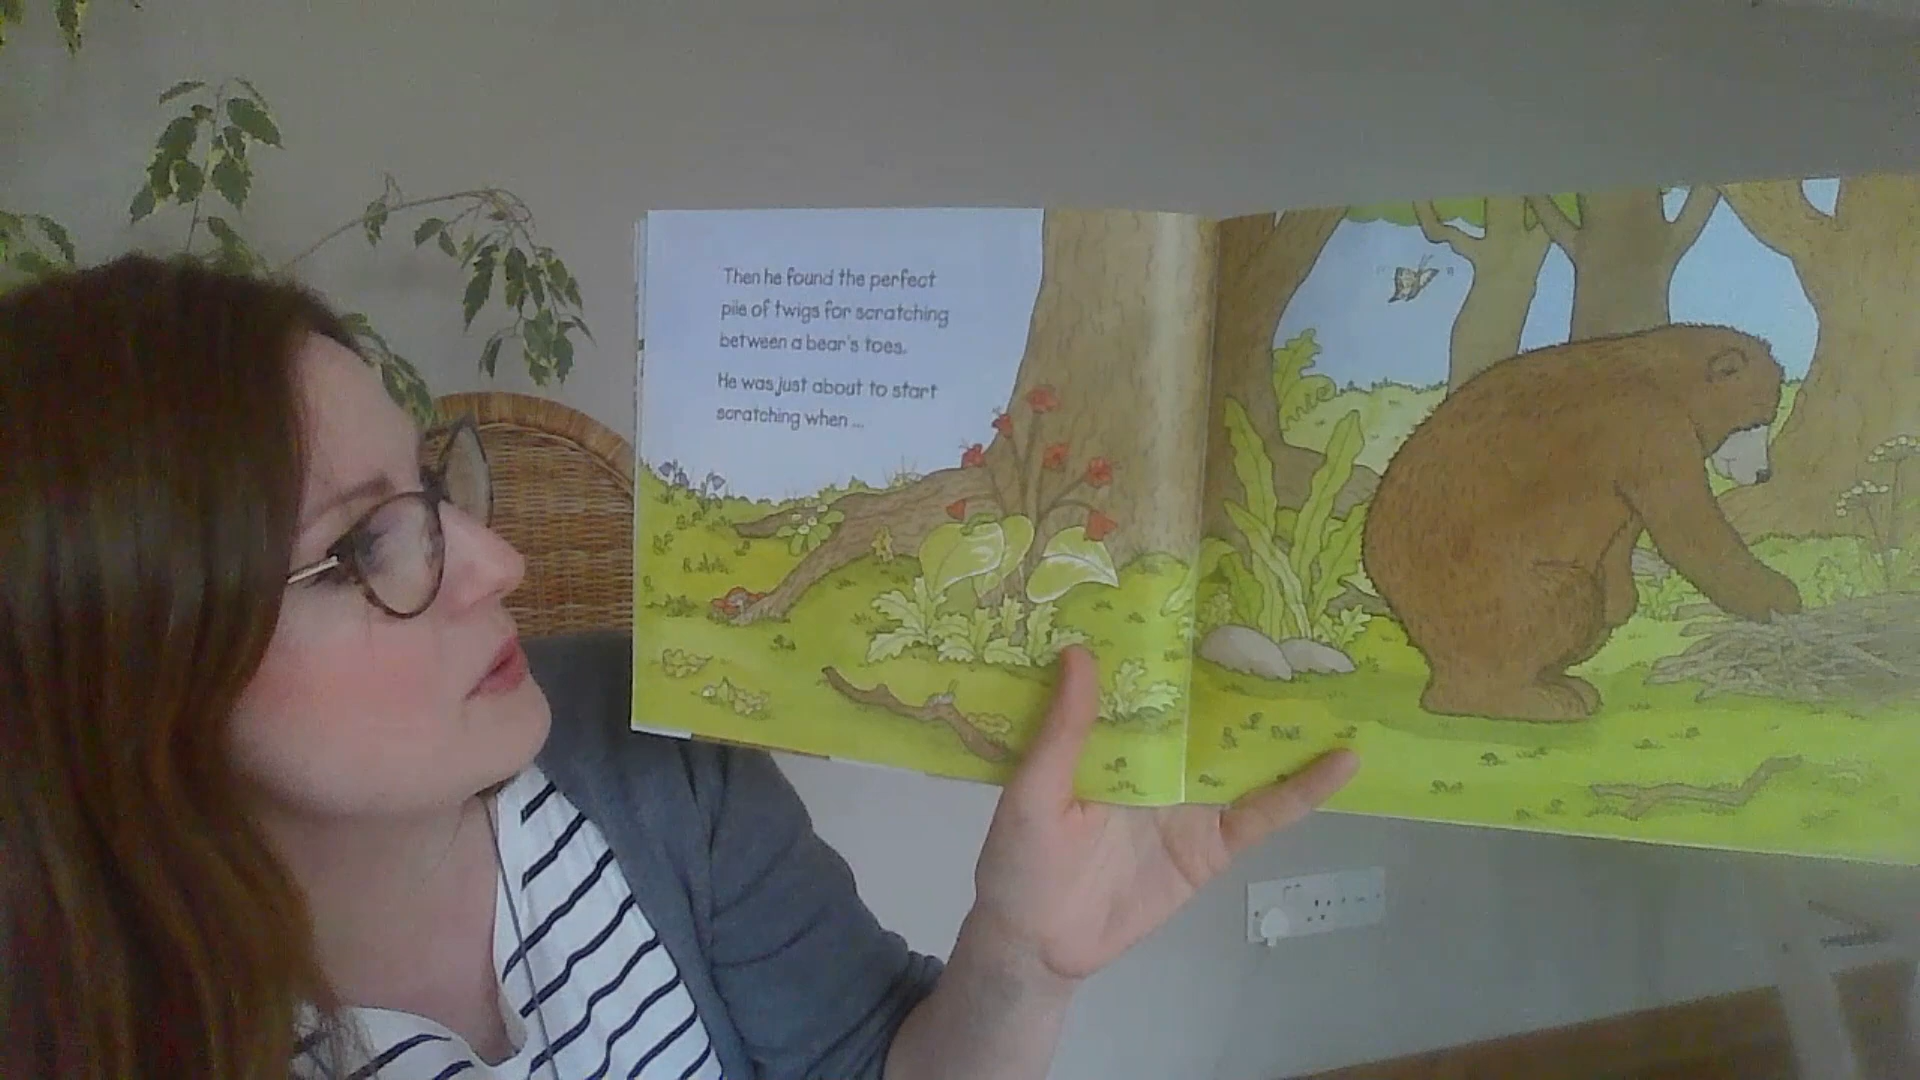 Then he found the perfect
pile of twigs for scratching
between a bear's toes.
He was just about to start
scratching when ...